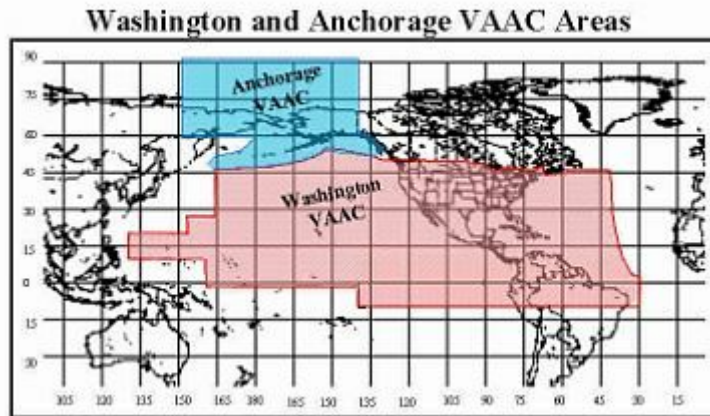 Washington and Anchorage VAAC Areas
90
75
60
45
30
15
0
15
30
Anchorage
VAAC
Washington
VAAC
105 120 135 150 165 180 165 150 135 120 105 90 75 60 45 30 15